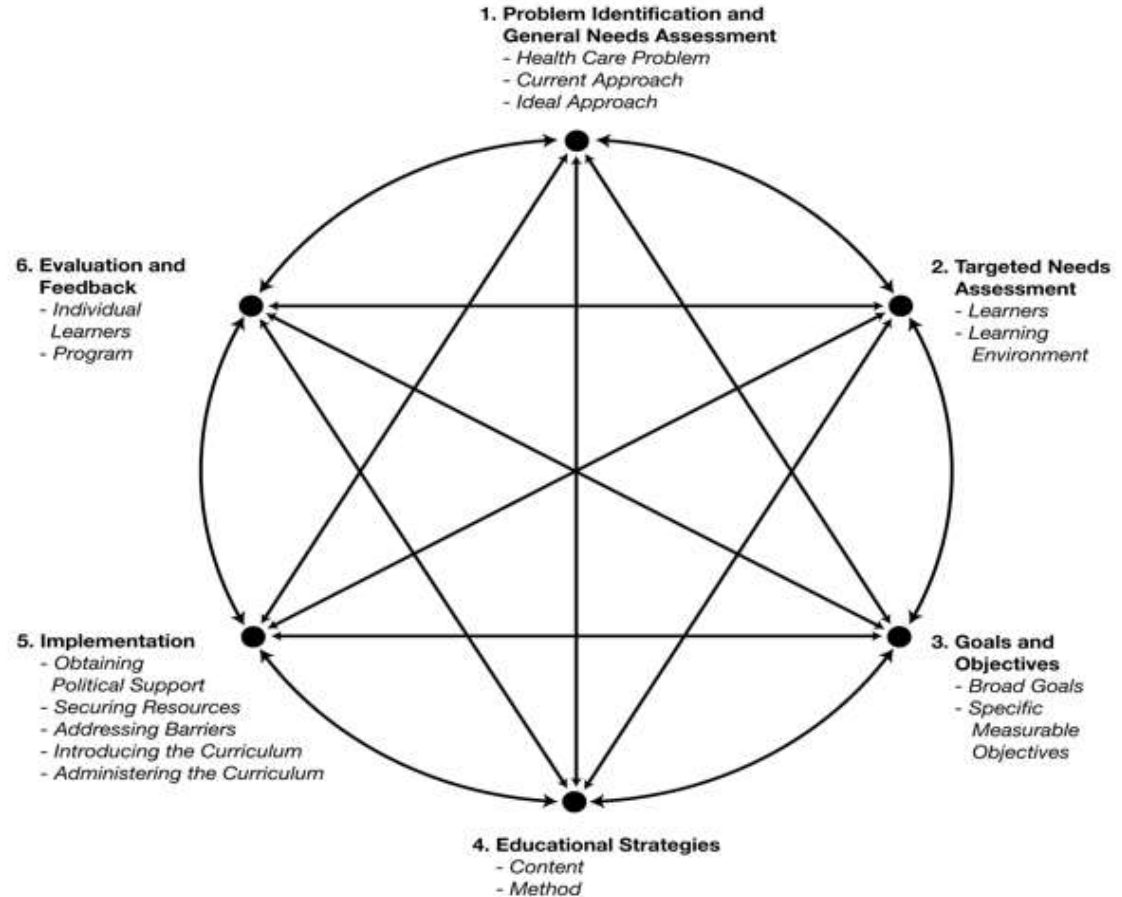 1. Problem Identification and
General Needs Assessment
- Health Care Problem
- Current Approach
- Ideal Approach
2. Targeted Needs
Assessment
- Learners
- Learning
Environment
3. Goals and
Objectives
- Broad Goals
- Specific
Measurable
Objectives
4. Educational Strategies
- Content
- Method
5. Implementation
- Obtaining
Political Support
- Securing Resources
- Addressing Barriers
- Introducing the Curriculum
- Administering the Curriculum
6. Evaluation and
Feedback
- Individual
Learners
- Program